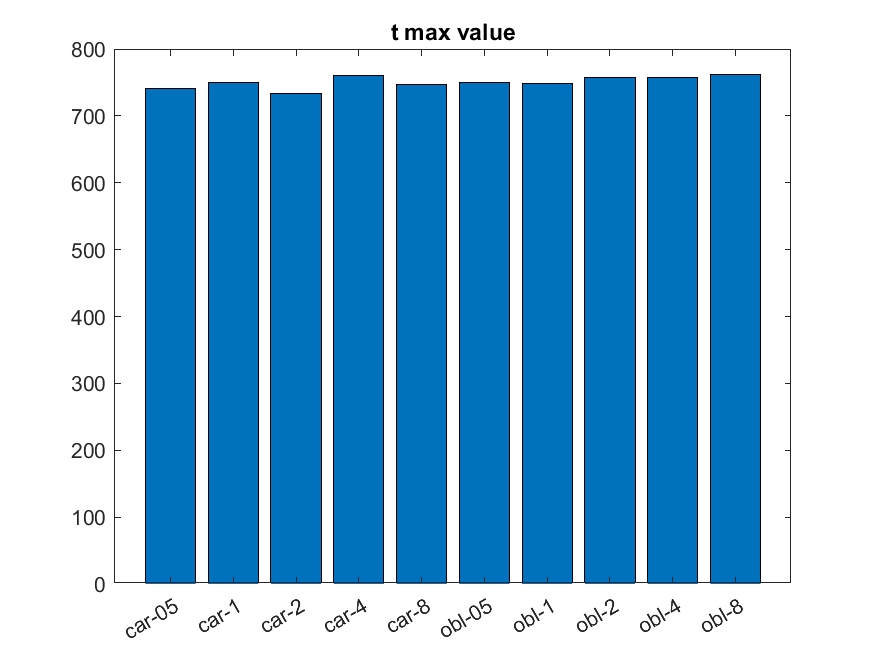 t max value
800
700
600
500
400
300
200
100
0
car-05
car-1
car-2
car-4
car-8
obl-05
obl-1
obl-2
obl-4
obl-8